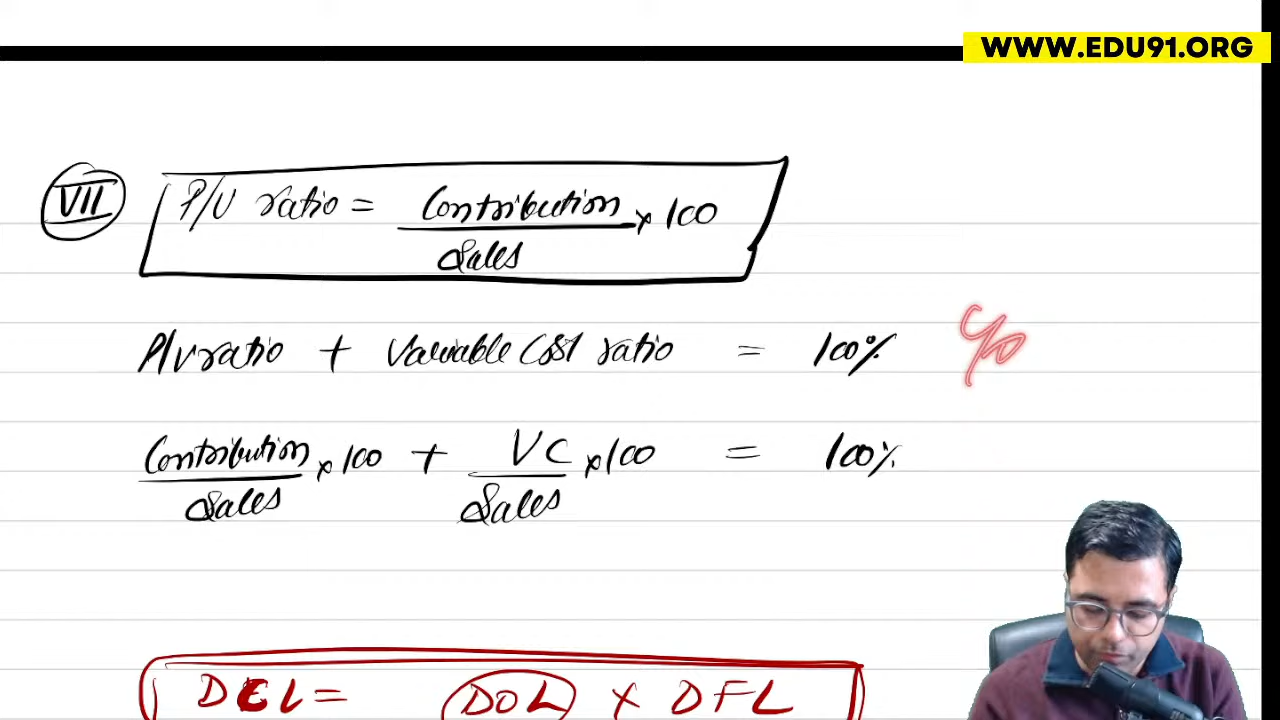 WWW.EDU91.ORG
VII
P/V ratio = Contribution / Sales × 100
P/V ratio + Variable Cost ratio = 100%
Contribution / Sales × 100 + VC / Sales × 100 = 100%
DCL = DOL × DFL